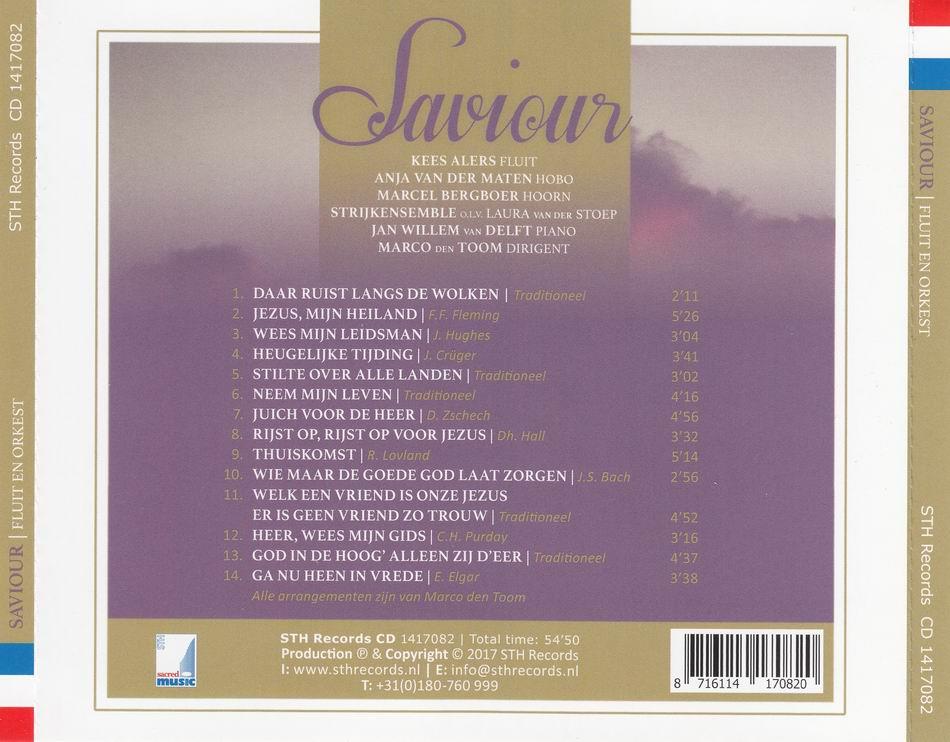 STH Records CD 1417082
SAVIOUR | FLUIT EN ORKEST
Saviour
KEES ALERS FLUIT
ANJA VAN DER MATEN HOBO
MARCEL BERGBOER HOORN
STRIJKENSEMBLE O.L.V. LAURA VAN DER STOEP
JAN WILLEM VAN DELFT PIANO
MARCO DEN TOOM DIRIGENT
1. DAAR RUIST LANGS DE WOLKEN | Traditioneel 2'11
2. JEZUS, MIJN HEILAND | F.F. Fleming 5'26
3. WEES MIJN LEIDSMAN | J. Hughes 3'04
4. HEUGELIJKE TIJDING | J. Crüger 3'41
5. STILTE OVER ALLE LANDEN | Traditioneel 3'02
6. NEEM MIJN LEVEN | Traditioneel 4'16
7. JUICH VOOR DE HEER | D. Zschech 4'56
8. RIJST OP, RIJST OP VOOR JEZUS | Dh. Hall 3'32
9. THUISKOMST | R. Lovland 5'14
10. WIE MAAR DE GOEDE GOD LAAT ZORGEN | J.S. Bach 2'56
11. WELK EEN VRIEND IS ONZE JEZUS
ER IS GEEN VRIEND ZO TROUW | Traditioneel 4'52
12. HEER, WEES MIJN GIDS | C.H. Purday 3'16
13. GOD IN DE HOOG' ALLEEN ZIJ D'EER | Traditioneel 4'37
14. GA NU HEEN IN VREDE | E. Elgar 3'38
Alle arrangementen zijn van Marco den Toom
STH
sacred
music
STH Records CD 1417082 | Total time: 54'50
Production ℗ & Copyright © 2017 STH Records
I: www.sthrecords.nl | E: info@sthrecords.nl
T: +31(0)180-760 999
8 716114 170820
SAVIOUR | FLUIT EN ORKEST
STH Records CD 1417082